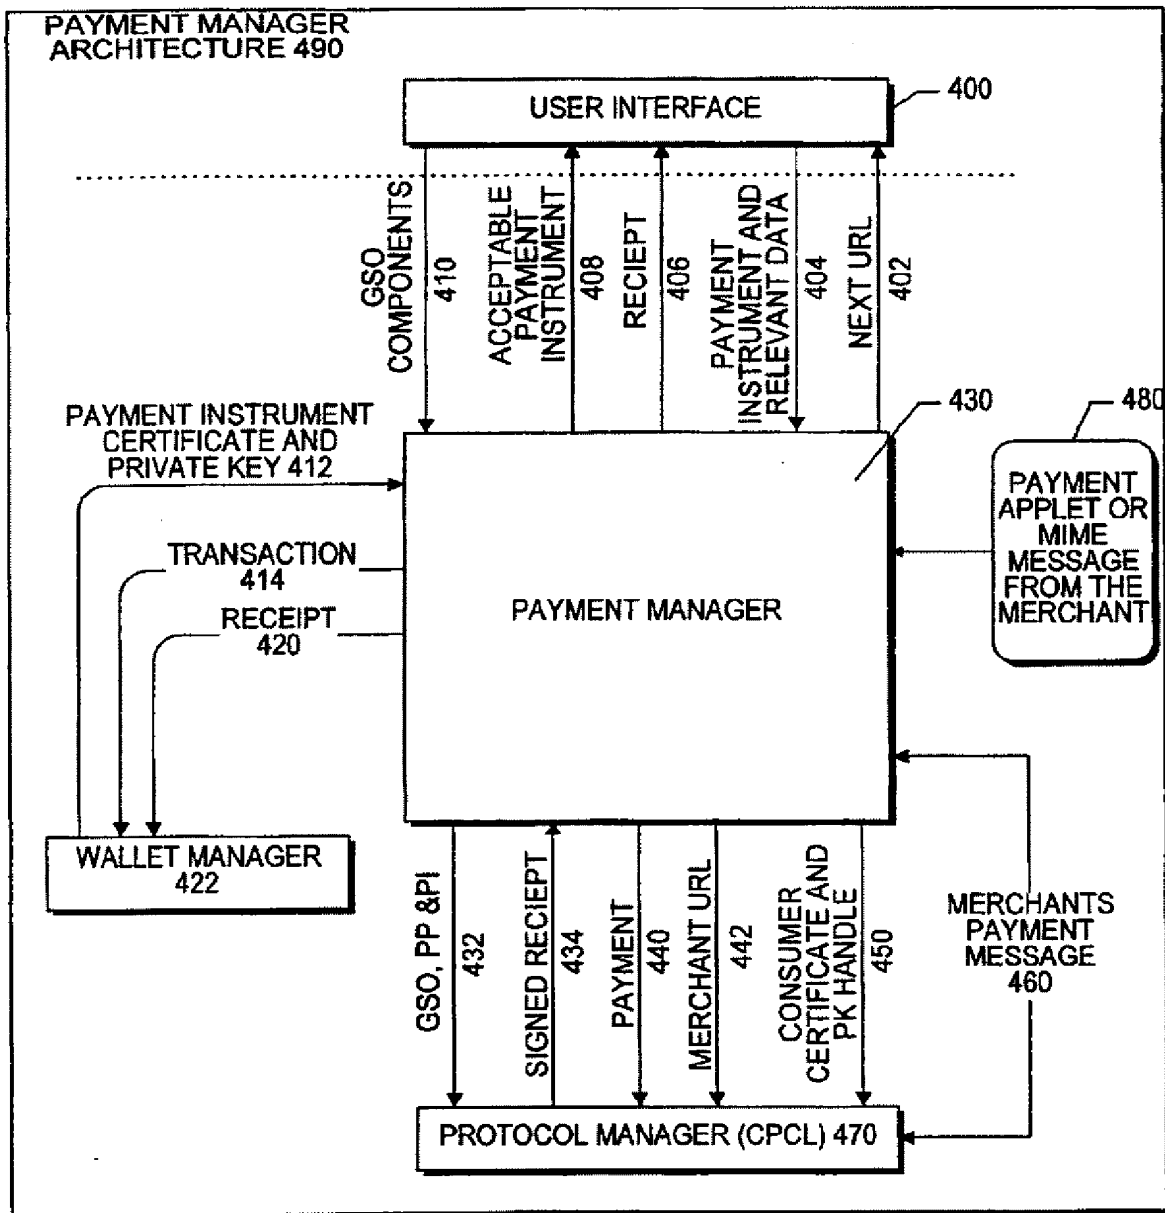 PAYMENT MANAGER
ARCHITECTURE 490
USER INTERFACE
400
GSO
COMPONENTS
410
ACCEPTABLE
PAYMENT
INSTRUMENT
408
RECIEPT
406
PAYMENT
INSTRUMENT AND
RELEVANT DATA
404
NEXT URL
402
PAYMENT INSTRUMENT
CERTIFICATE AND
PRIVATE KEY 412
TRANSACTION
414
RECEIPT
420
430
PAYMENT MANAGER
480
PAYMENT
APPLET OR
MIME
MESSAGE
FROM THE
MERCHANT
WALLET MANAGER
422
GSO, PP &PI
432
SIGNED RECIEPT
434
PAYMENT
440
MERCHANT URL
442
CONSUMER
CERTIFICATE AND
PK HANDLE
450
MERCHANTS
PAYMENT
MESSAGE
460
PROTOCOL MANAGER (CPCL) 470